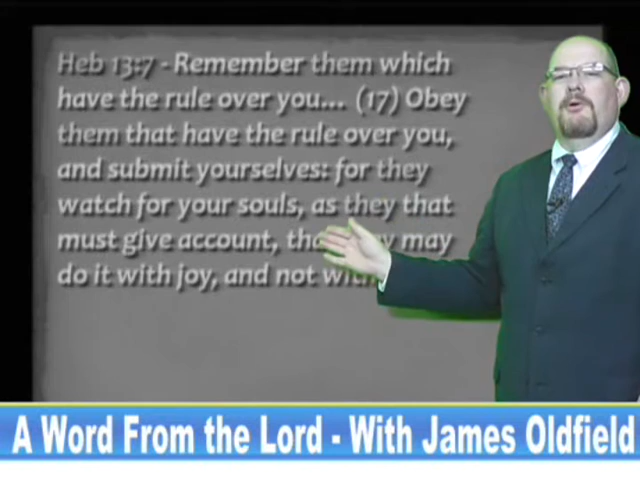 Heb 13:7 - Remember them which
have the rule over you... (17) Obey
them that have the rule over you,
and submit yourselves: for they
watch for your souls, as they that
must give account, may
do it with joy, and not
A Word From the Lord - With James Oldfield